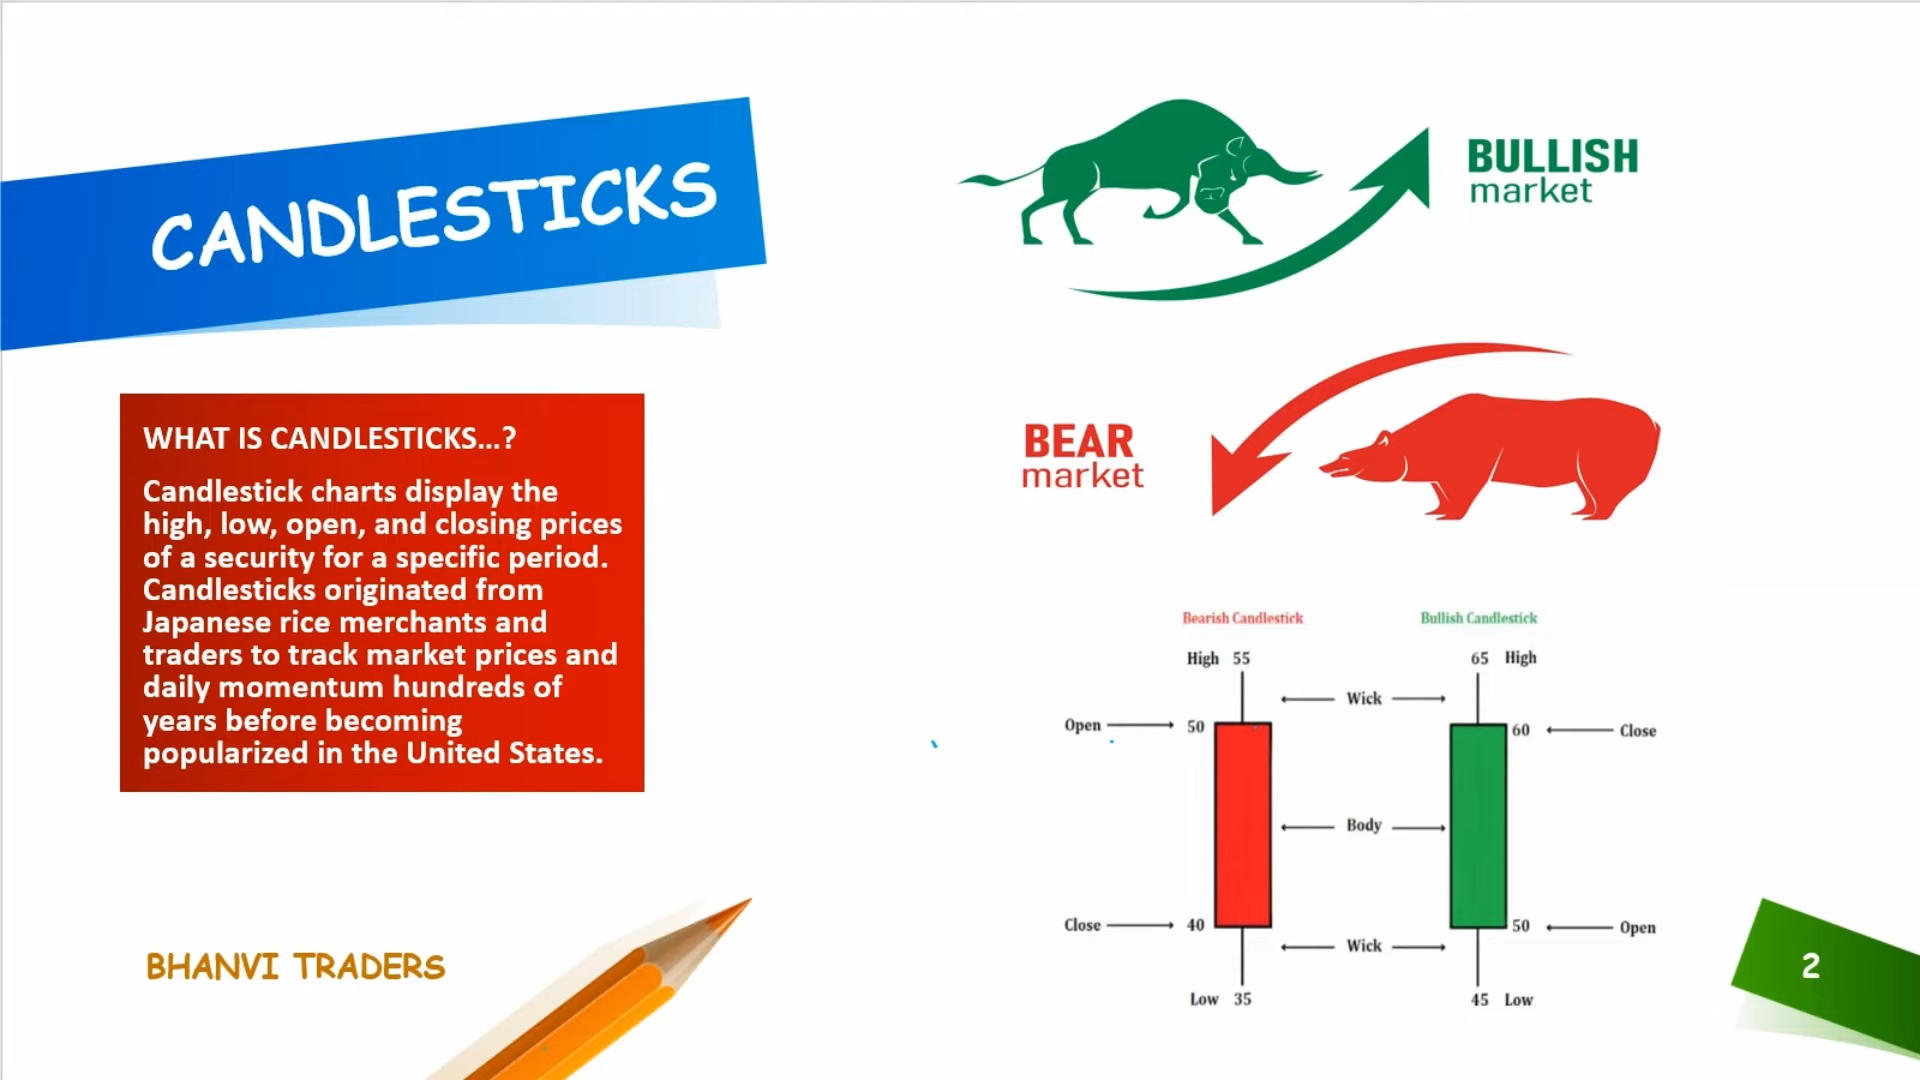 CANDLESTICKS
WHAT IS CANDLESTICKS...?
Candlestick charts display the
high, low, open, and closing prices
of a security for a specific period.
Candlesticks originated from
Japanese rice merchants and
traders to track market prices and
daily momentum hundreds of
years before becoming
popularized in the United States.
BHANVI TRADERS
BULLISH
market
BEAR
market
Bearish Candlestick
Bullish Candlestick
High 55
65 High
Wick
Open
50
60
Close
Body
Close
40
50
Open
Wick
Low 35
45 Low
2